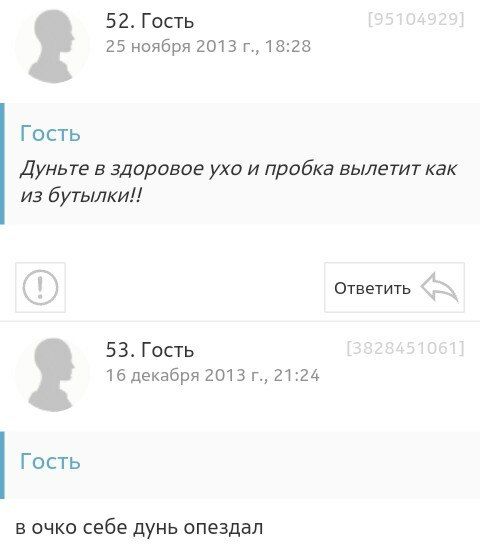 52. Гость
[95104929]
25 ноября 2013 г., 18:28
Гость
Дуньте в здоровое ухо и пробка вылетит как
из бутылки!!
Ответить
53. Гость
[3828451061]
16 декабря 2013 г., 21:24
Гость
в очко себе дунь опездал